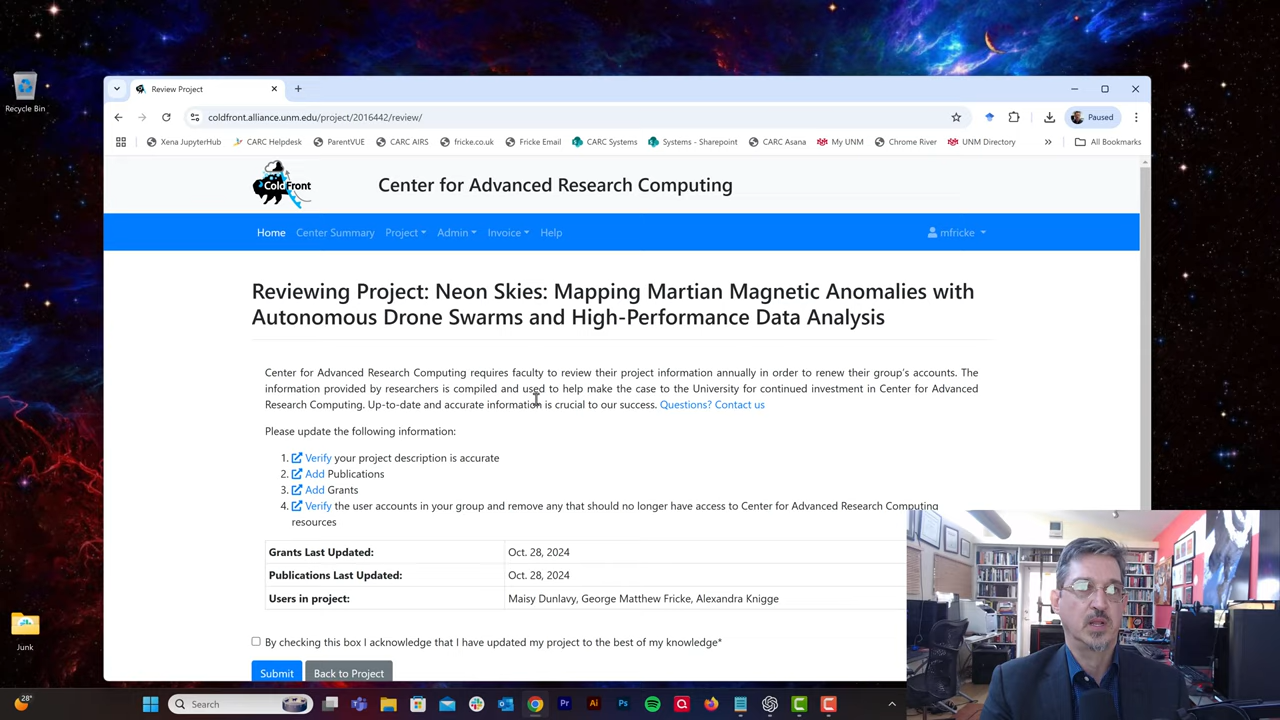 Recycle Bin
Review Project
coldfront.alliance.unm.edu/project/2016442/review/
Paused
Xena JupyterHub
CARC Helpdesk
ParentVUE
CARC AIRS
fricke.co.uk
Fricke Email
CARC Systems
Systems - Sharepoint
CARC Asana
My UNM
Chrome River
UNM Directory
All Bookmarks
ColdFront
Center for Advanced Research Computing
Home
Center Summary
Project
Admin
Invoice
Help
mfricke
Reviewing Project: Neon Skies: Mapping Martian Magnetic Anomalies with
Autonomous Drone Swarms and High-Performance Data Analysis
Center for Advanced Research Computing requires faculty to review their project information annually in order to renew their group's accounts. The
information provided by researchers is compiled and used to help make the case to the University for continued investment in Center for Advanced
Research Computing. Up-to-date and accurate information is crucial to our success. Questions? Contact us
Please update the following information:
1. Verify your project description is accurate
2. Add Publications
3. Add Grants
4. Verify the user accounts in your group and remove any that should no longer have access to Center for Advanced Research Computing
resources
Grants Last Updated: Oct. 28, 2024
Publications Last Updated: Oct. 28, 2024
Users in project: Maisy Dunlavy, George Matthew Fricke, Alexandra Knigge
By checking this box I acknowledge that I have updated my project to the best of my knowledge*
Submit
Back to Project
Junk
28°
Search
Pr
Ai
Ps